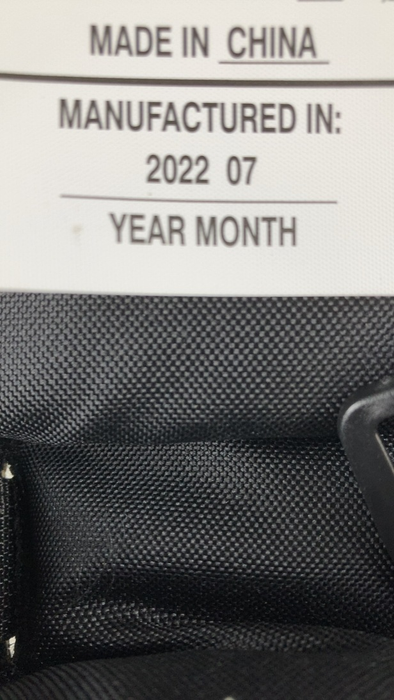 MADE IN CHINA
MANUFACTURED IN:
2022 07
YEAR MONTH